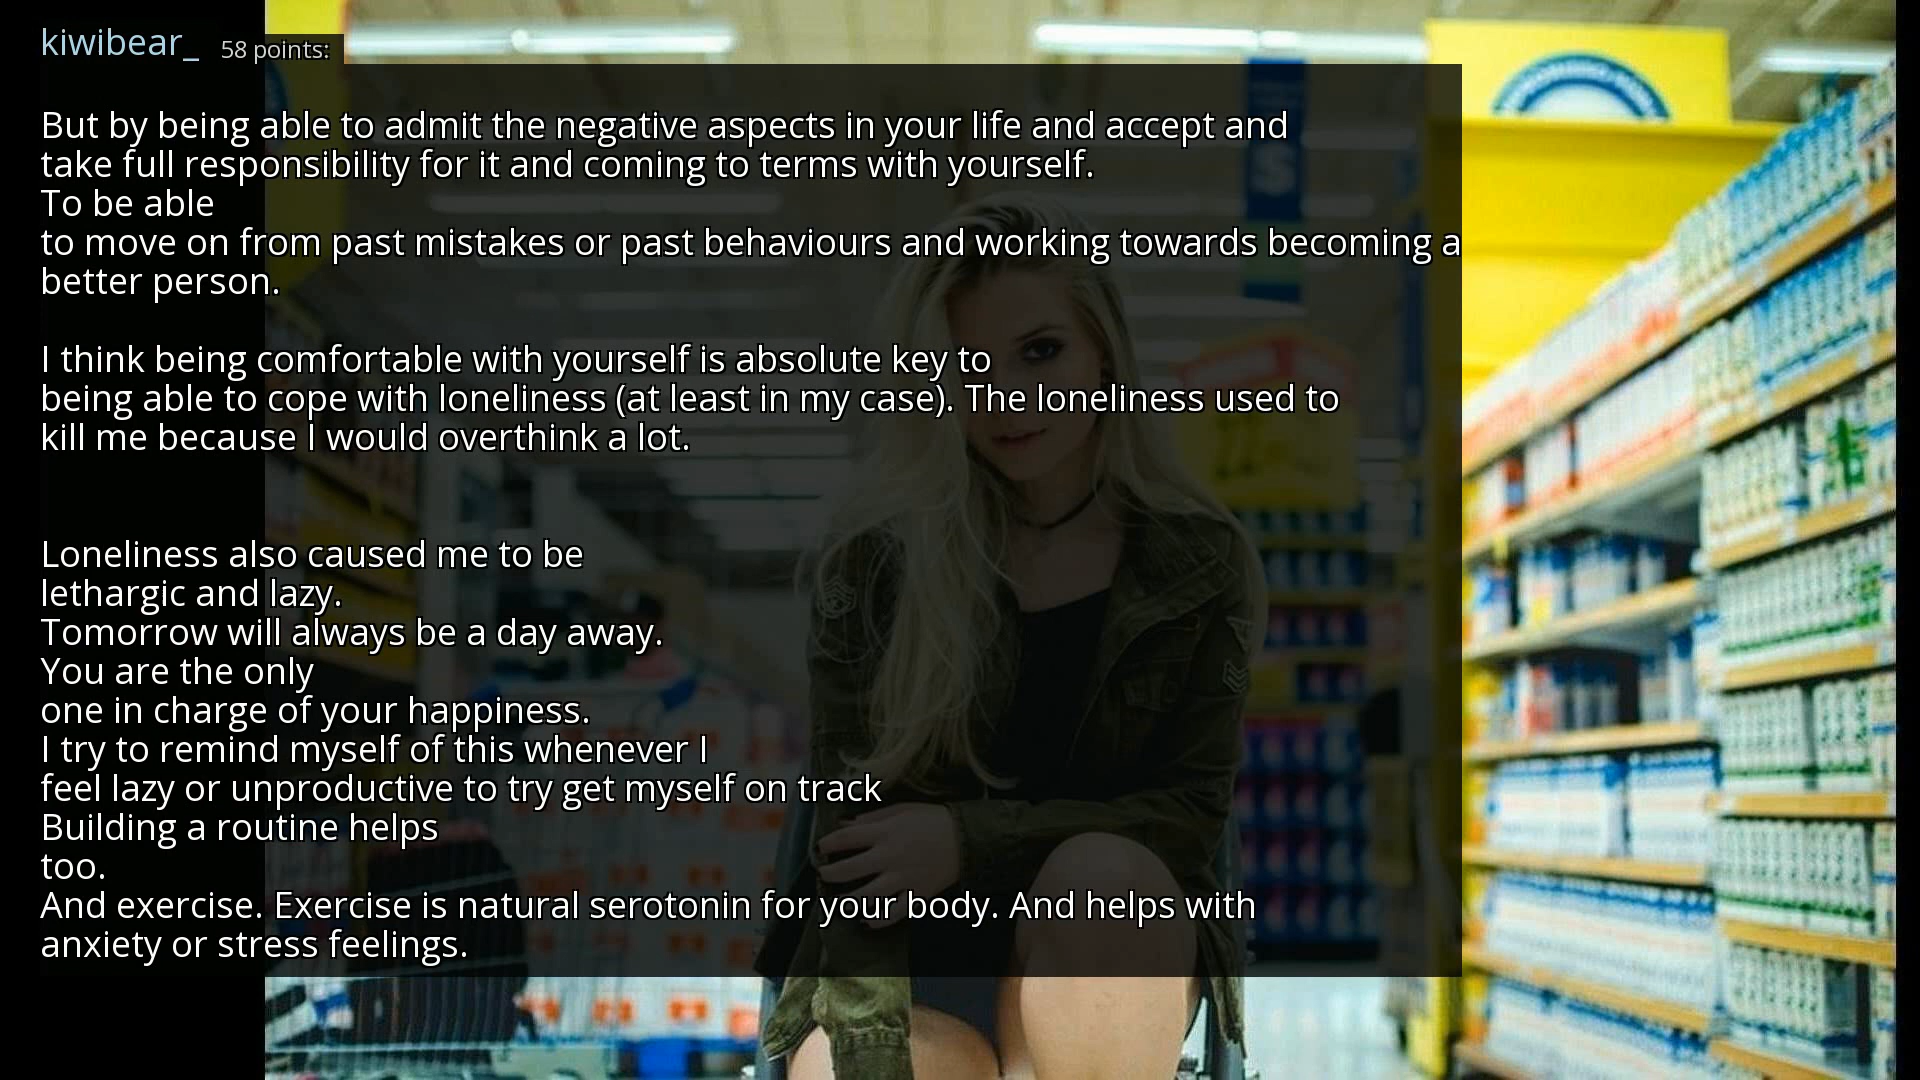 kiwibear_ 58 points:
But by being able to admit the negative aspects in your life and accept and
take full responsibility for it and coming to terms with yourself.
To be able
to move on from past mistakes or past behaviours and working towards becoming a
better person.
I think being comfortable with yourself is absolute key to
being able to cope with loneliness (at least in my case). The loneliness used to
kill me because I would overthink a lot.
Loneliness also caused me to be
lethargic and lazy.
Tomorrow will always be a day away.
You are the only
one in charge of your happiness.
I try to remind myself of this whenever I
feel lazy or unproductive to try get myself on track
Building a routine helps
too.
And exercise. Exercise is natural serotonin for your body. And helps with
anxiety or stress feelings.